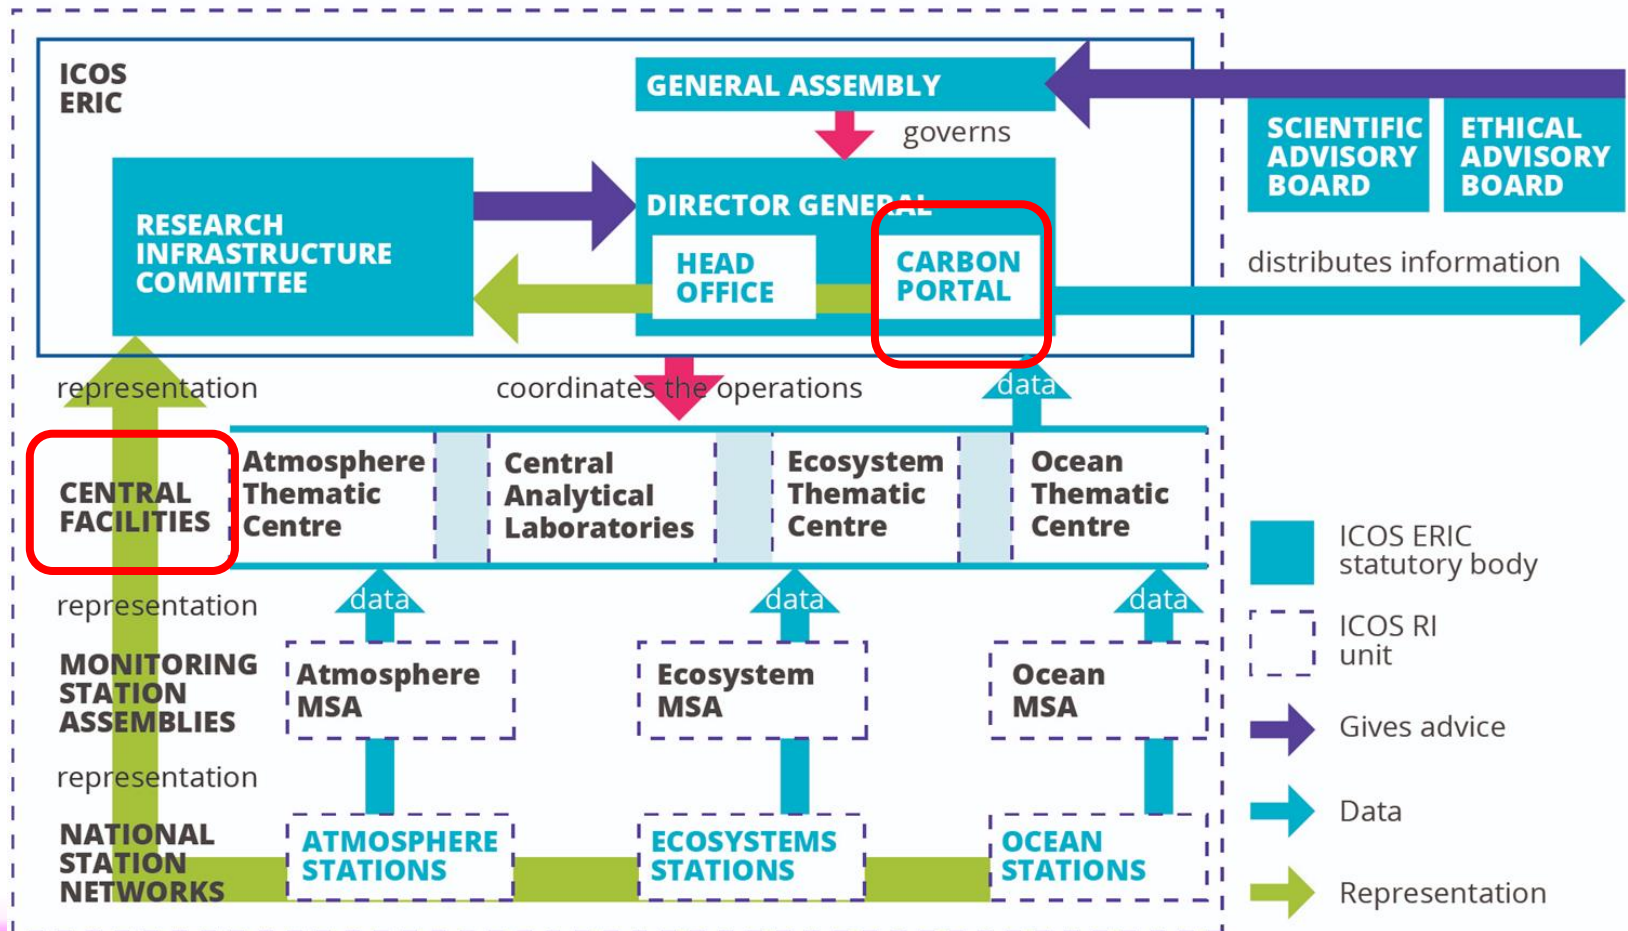 ICOS
ERIC
GENERAL ASSEMBLY
governs
SCIENTIFIC
ADVISORY
BOARD
ETHICAL
ADVISORY
BOARD
RESEARCH
INFRASTRUCTURE
COMMITTEE
DIRECTOR GENERAL
HEAD
OFFICE
CARBON
PORTAL
distributes information
representation
coordinates the operations
data
CENTRAL
FACILITIES
Atmosphere
Thematic
Centre
Central
Analytical
Laboratories
Ecosystem
Thematic
Centre
Ocean
Thematic
Centre
representation
data
data
data
MONITORING
STATION
ASSEMBLIES
Atmosphere
MSA
Ecosystem
MSA
Ocean
MSA
representation
NATIONAL
STATION
NETWORKS
ATMOSPHERE
STATIONS
ECOSYSTEMS
STATIONS
OCEAN
STATIONS
ICOS ERIC
statutory body
ICOS RI
unit
Gives advice
Data
Representation